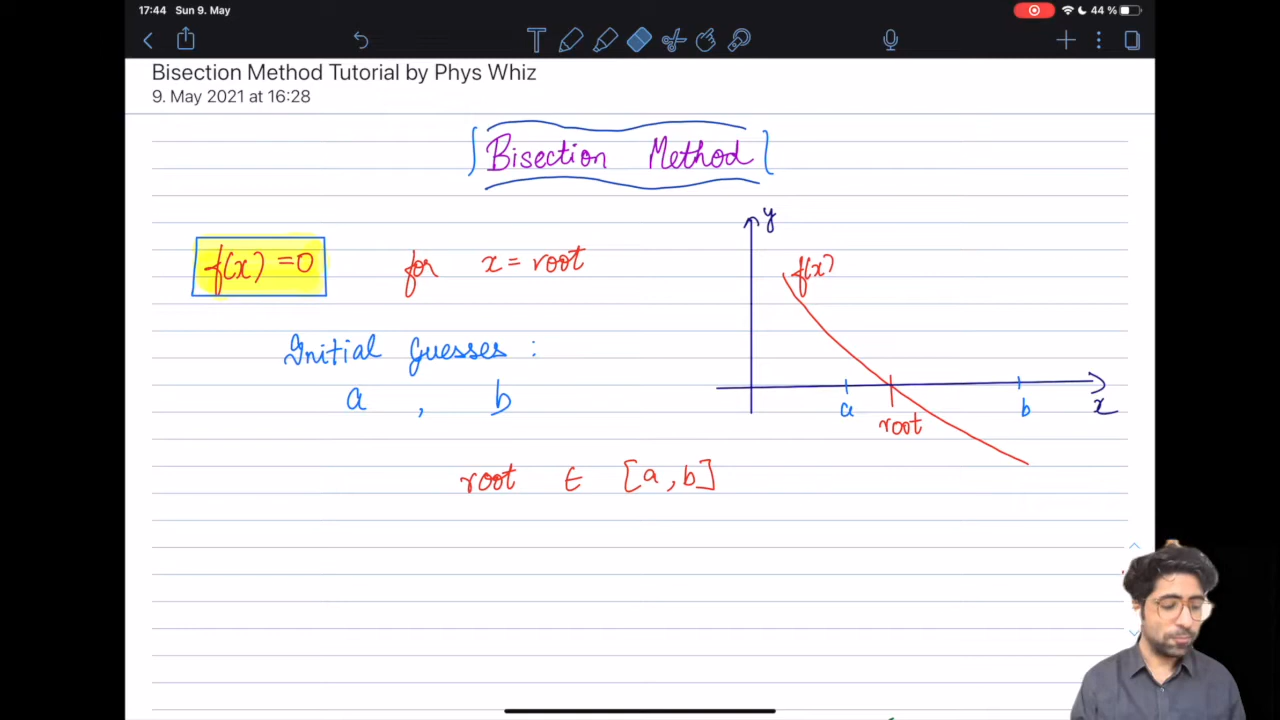 17:44 Sun 9. May 44 %
Bisection Method Tutorial by Phys Whiz
9. May 2021 at 16:28
Bisection Method
y
f(x) = 0 for x = root
f(x)
Initial Guesses :
a , b
a root b x
root ∈ [a, b]